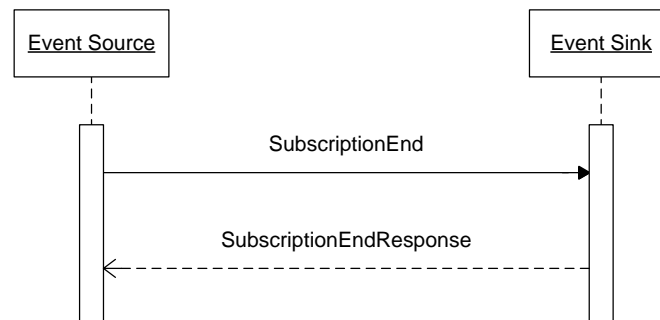 Event Source
Event Sink
SubscriptionEnd
SubscriptionEndResponse